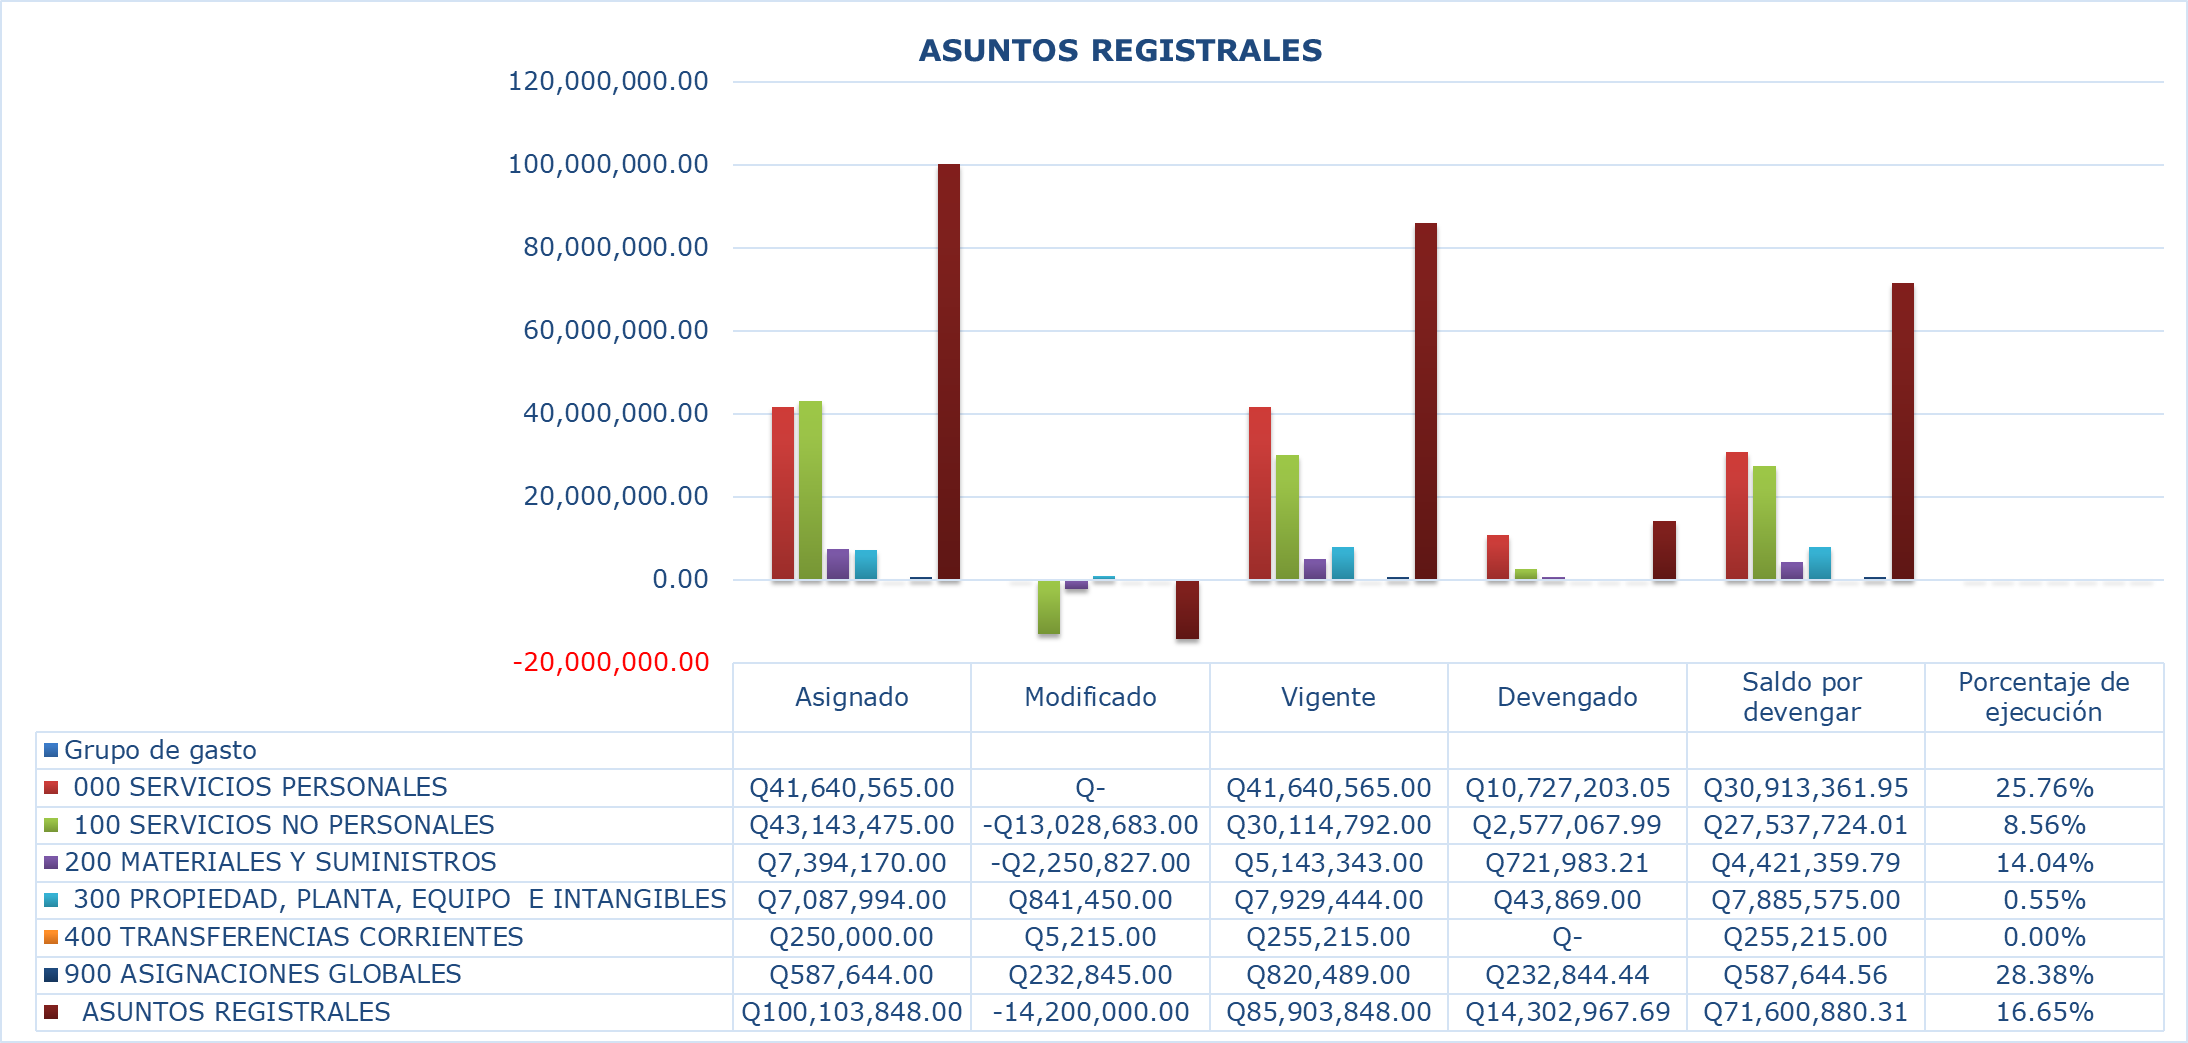 ASUNTOS REGISTRALES
120,000,000.00
100,000,000.00
80,000,000.00
60,000,000.00
40,000,000.00
20,000,000.00
0.00
-20,000,000.00
Asignado Modificado Vigente Devengado Saldo por devengar Porcentaje de ejecución
Grupo de gasto
000 SERVICIOS PERSONALES Q41,640,565.00 Q- Q41,640,565.00 Q10,727,203.05 Q30,913,361.95 25.76%
100 SERVICIOS NO PERSONALES Q43,143,475.00 -Q13,028,683.00 Q30,114,792.00 Q2,577,067.99 Q27,537,724.01 8.56%
200 MATERIALES Y SUMINISTROS Q7,394,170.00 -Q2,250,827.00 Q5,143,343.00 Q721,983.21 Q4,421,359.79 14.04%
300 PROPIEDAD, PLANTA, EQUIPO E INTANGIBLES Q7,087,994.00 Q841,450.00 Q7,929,444.00 Q43,869.00 Q7,885,575.00 0.55%
400 TRANSFERENCIAS CORRIENTES Q250,000.00 Q5,215.00 Q255,215.00 Q- Q255,215.00 0.00%
900 ASIGNACIONES GLOBALES Q587,644.00 Q232,845.00 Q820,489.00 Q232,844.44 Q587,644.56 28.38%
ASUNTOS REGISTRALES Q100,103,848.00 -14,200,000.00 Q85,903,848.00 Q14,302,967.69 Q71,600,880.31 16.65%